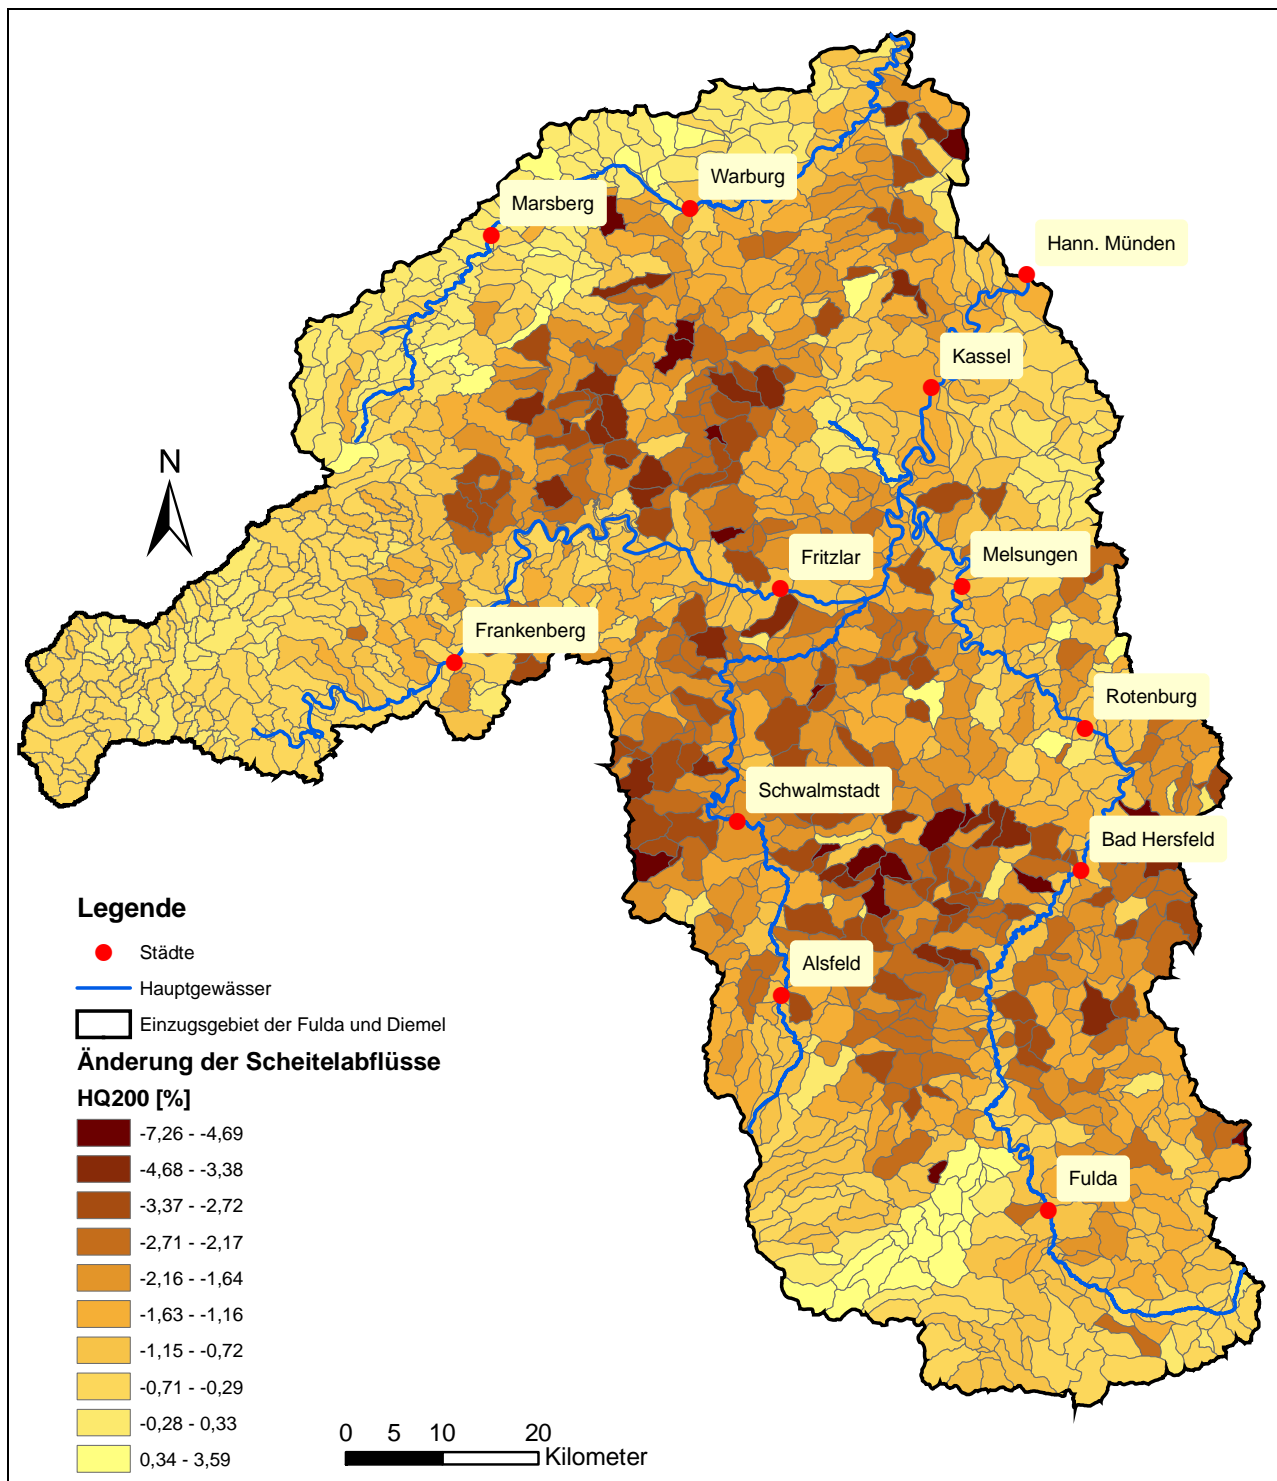 Warburg
Marsberg
Hann. Münden
Kassel
N
Fritzlar
Melsungen
Frankenberg
Rotenburg
Schwalmstadt
Bad Hersfeld
Alsfeld
Fulda
Legende
Städte
Hauptgewässer
Einzugsgebiet der Fulda und Diemel
Änderung der Scheitelabflüsse
HQ200 [%]
-7,26 - -4,69
-4,68 - -3,38
-3,37 - -2,72
-2,71 - -2,17
-2,16 - -1,64
-1,63 - -1,16
-1,15 - -0,72
-0,71 - -0,29
-0,28 - 0,33
0,34 - 3,59
0 5 10 20
Kilometer